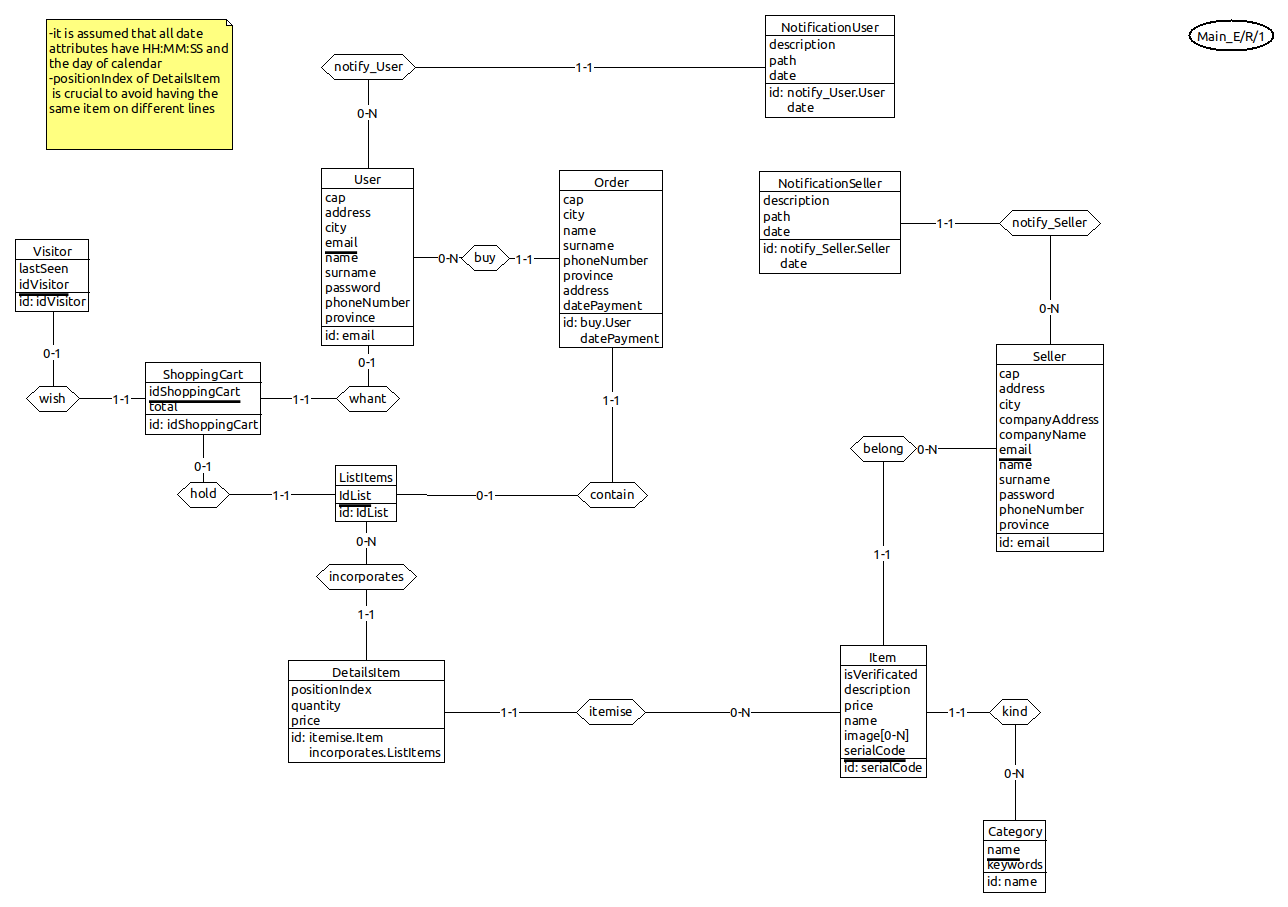 -it is assumed that all date
attributes have HH:MM:SS and
the day of calendar
-positionIndex of DetailsItem
is crucial to avoid having the
same item on different lines
notify_User
1-1
0-N
NotificationUser
description
path
date
id: notify_User.User
date
Main_E/R/1
User
cap
address
city
email
name
surname
password
phoneNumber
province
id: email
0-N
buy
1-1
Order
cap
city
name
surname
phoneNumber
province
address
datePayment
id: buy.User
datePayment
NotificationSeller
description
path
date
id: notify_Seller.Seller
date
1-1
notify_Seller
0-N
Visitor
lastSeen
idVisitor
id: idVisitor
0-1
wish
1-1
ShoppingCart
idShoppingCart
total
id: idShoppingCart
1-1
whant
0-1
0-1
hold
1-1
ListItems
IdList
id: IdList
0-1
contain
1-1
0-N
incorporates
1-1
Seller
cap
address
city
companyAddress
companyName
email
name
surname
password
phoneNumber
province
id: email
belong
0-N
1-1
DetailsItem
positionIndex
quantity
price
id: itemise.Item
incorporates.ListItems
1-1
itemise
0-N
Item
isVerificated
description
price
name
image[0-N]
serialCode
id: serialCode
1-1
kind
0-N
Category
name
keywords
id: name